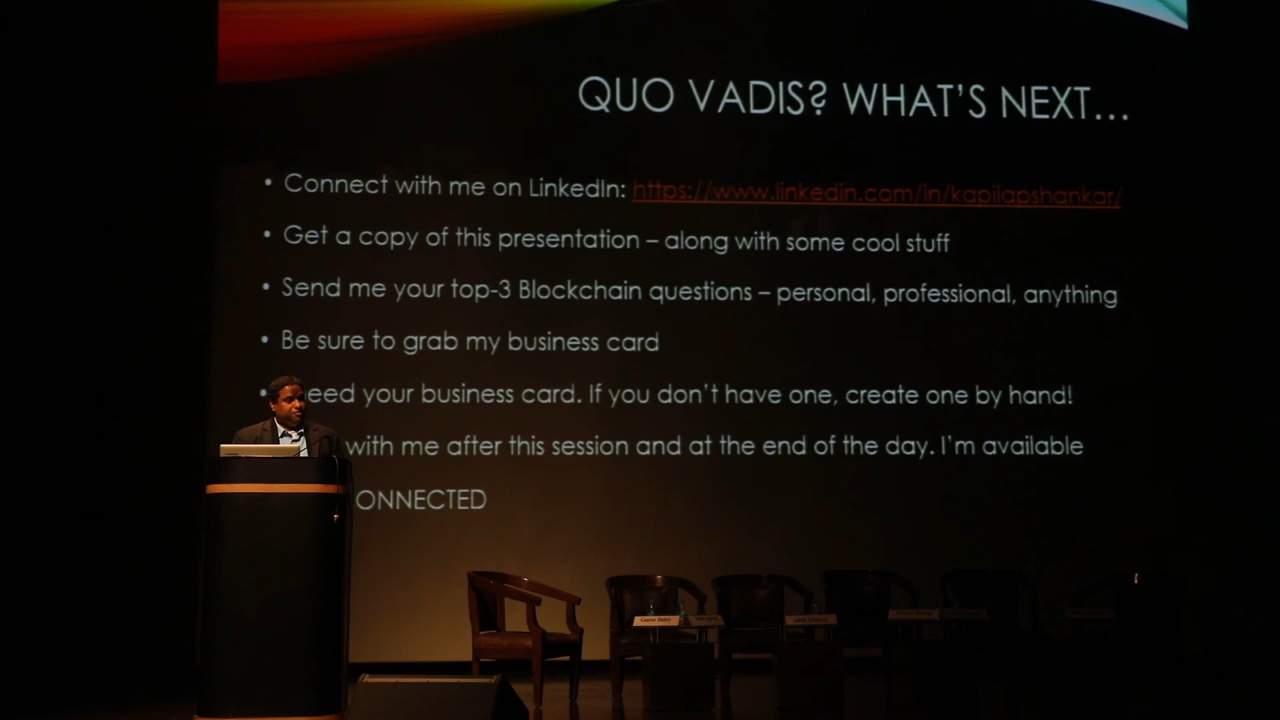 QUO VADIS? WHAT'S NEXT...
• Connect with me on LinkedIn: https://www.linkedin.com/in/kapilapshankar/
• Get a copy of this presentation – along with some cool stuff
• Send me your top-3 Blockchain questions – personal, professional, anything
• Be sure to grab my business card
• eed your business card. If you don't have one, create one by hand!
with me after this session and at the end of the day. I'm available
ONNECTED